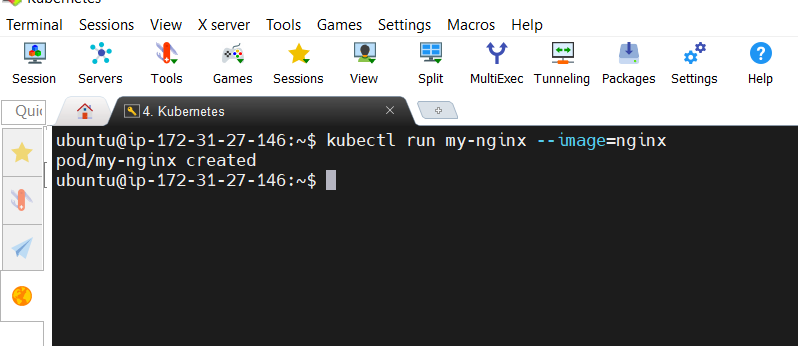 Kubernetes
Terminal Sessions View X server Tools Games Settings Macros Help
Session Servers Tools Games Sessions View Split MultiExec Tunneling Packages Settings Help
Quic
4. Kubernetes
ubuntu@ip-172-31-27-146:~$ kubectl run my-nginx --image=nginx
pod/my-nginx created
ubuntu@ip-172-31-27-146:~$